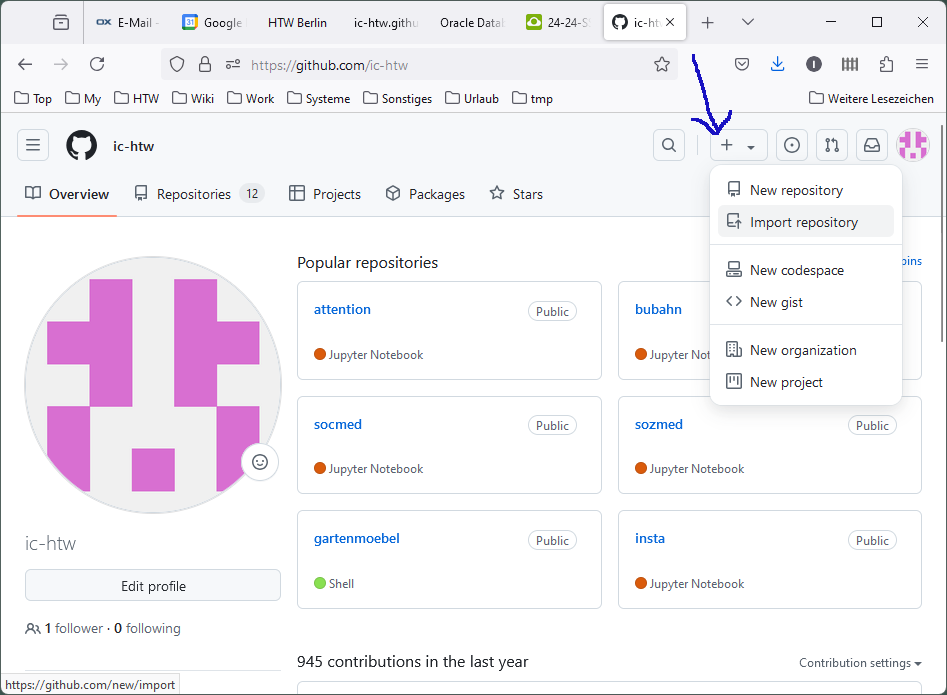 E-Mail
Google
HTW Berlin
ic-htw.githu
Oracle Datab
24-24-S
ic-ht
https://github.com/ic-htw
Top My HTW Wiki Work Systeme Sonstiges Urlaub tmp Weitere Lesezeichen
ic-htw
Overview Repositories 12 Projects Packages Stars
New repository
Import repository
New codespace
New gist
New organization
New project
Popular repositories
attention Public
Jupyter Notebook
bubahn
Jupyter Not
socmed Public
Jupyter Notebook
sozmed Public
Jupyter Notebook
gartenmoebel Public
Shell
insta Public
Jupyter Notebook
ic-htw
Edit profile
1 follower · 0 following
945 contributions in the last year
Contribution settings
https://github.com/new/import